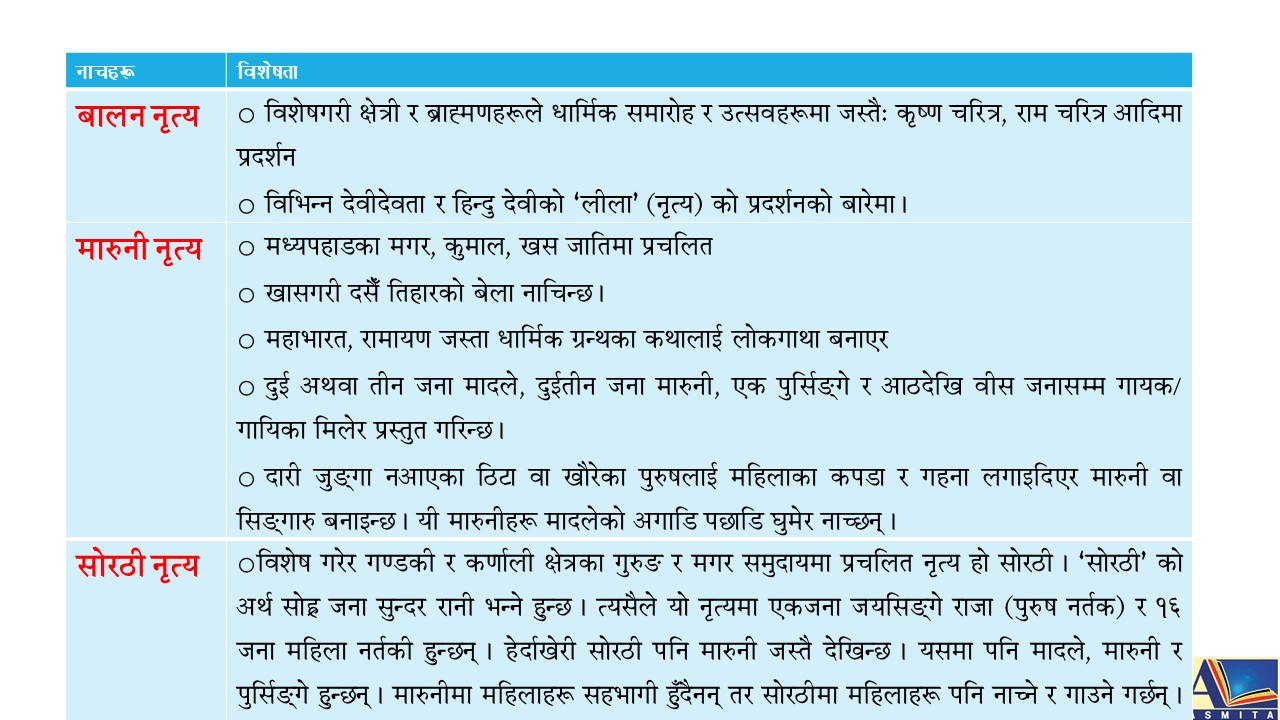 नाचहरू विशेषता
बालन नृत्य
○ विशेषगरी क्षेत्री र ब्राह्मणहरूले धार्मिक समारोह र उत्सवहरूमा जस्तैः कृष्ण चरित्र, राम चरित्र आदिमा
प्रदर्शन
○ विभिन्न देवीदेवता र हिन्दु देवीको ‘लीला’ (नृत्य) को प्रदर्शनको बारेमा।
मारुनी नृत्य
○ मध्यपहाडका मगर, कुमाल, खस जातिमा प्रचलित
○ खासगरी दसैँ तिहारको बेला नाचिन्छ।
○ महाभारत, रामायण जस्ता धार्मिक ग्रन्थका कथालाई लोकगाथा बनाएर
○ दुई अथवा तीन जना मादले, दुईतीन जना मारुनी, एक पुर्सिङ्गे र आठदेखि वीस जनासम्म गायक/
गायिका मिलेर प्रस्तुत गरिन्छ।
○ दारी जुङ्गा नआएका ठिटा वा खौरेका पुरुषलाई महिलाका कपडा र गहना लगाइदिएर मारुनी वा
सिङ्गारु बनाइन्छ। यी मारुनीहरू मादलेको अगाडि पछाडि घुमेर नाच्छन्।
सोरठी नृत्य
○विशेष गरेर गण्डकी र कर्णाली क्षेत्रका गुरुङ र मगर समुदायमा प्रचलित नृत्य हो सोरठी। ‘सोरठी’ को
अर्थ सोह्र जना सुन्दर रानी भन्ने हुन्छ। त्यसैले यो नृत्यमा एकजना जयसिङ्गे राजा (पुरुष नर्तक) र १६
जना महिला नर्तकी हुन्छन्। हेर्दाखेरी सोरठी पनि मारुनी जस्तै देखिन्छ। यसमा पनि मादले, मारुनी र
पुर्सिङ्गे हुन्छन्। मारुनीमा महिलाहरू सहभागी हुँदैनन् तर सोरठीमा महिलाहरू पनि नाच्ने र गाउने गर्छन्।
ASMITA